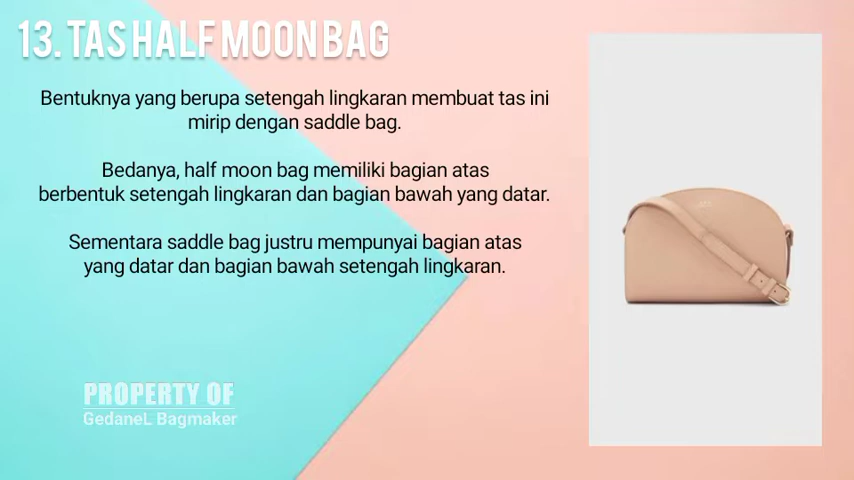 13. TAS HALF MOON BAG
Bentuknya yang berupa setengah lingkaran membuat tas ini
mirip dengan saddle bag.
Bedanya, half moon bag memiliki bagian atas
berbentuk setengah lingkaran dan bagian bawah yang datar.
Sementara saddle bag justru mempunyai bagian atas
yang datar dan bagian bawah setengah lingkaran.
PROPERTY OF
GedaneL Bagmaker